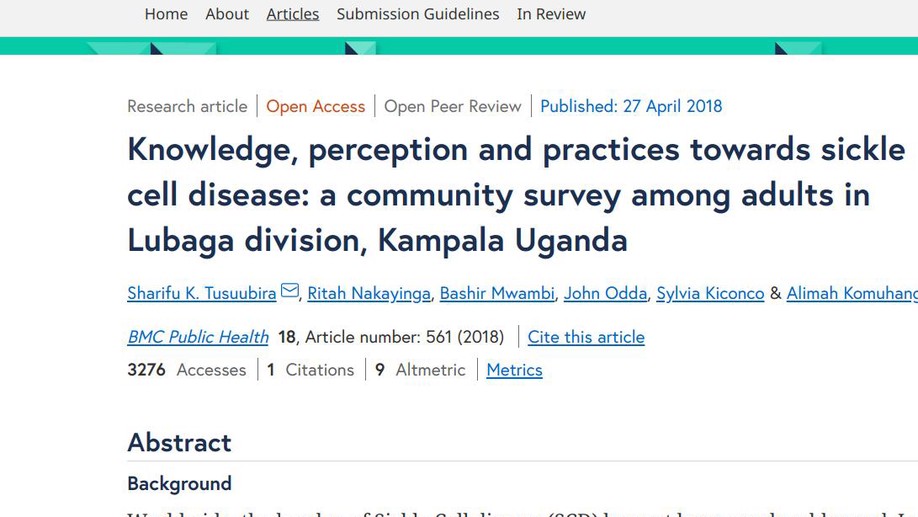 Home About Articles Submission Guidelines In Review
Research article Open Access Open Peer Review Published: 27 April 2018
Knowledge, perception and practices towards sickle
cell disease: a community survey among adults in
Lubaga division, Kampala Uganda
Sharifu K. Tusuubira, Ritah Nakayinga, Bashir Mwambi, John Odda, Sylvia Kiconco & Alimah
BMC Public Health 18, Article number: 561 (2018) Cite this article
3276 Accesses 1 Citations 9 Altmetric Metrics
Abstract
Background